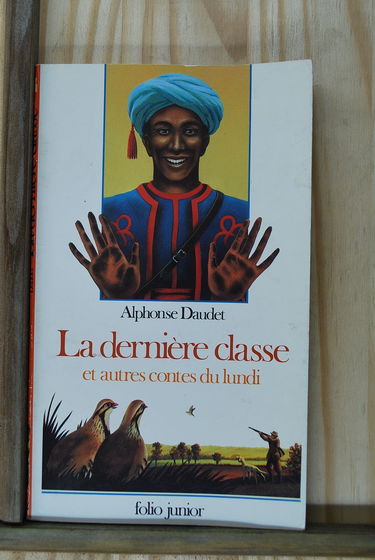 Alphonse Daudet
La dernière classe
et autres contes du lundi
folio junior